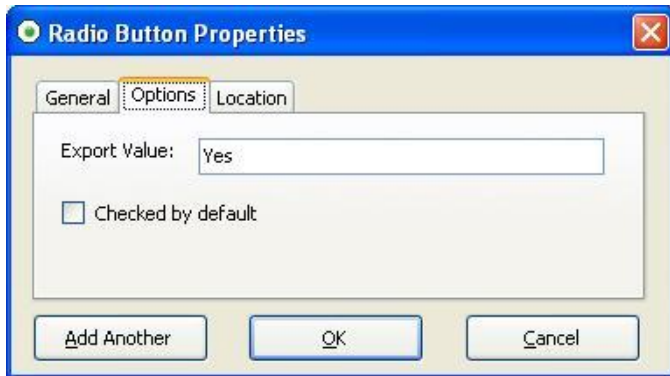 Radio Button Properties
General Options Location
Export Value: Yes
Checked by default
Add Another OK Cancel